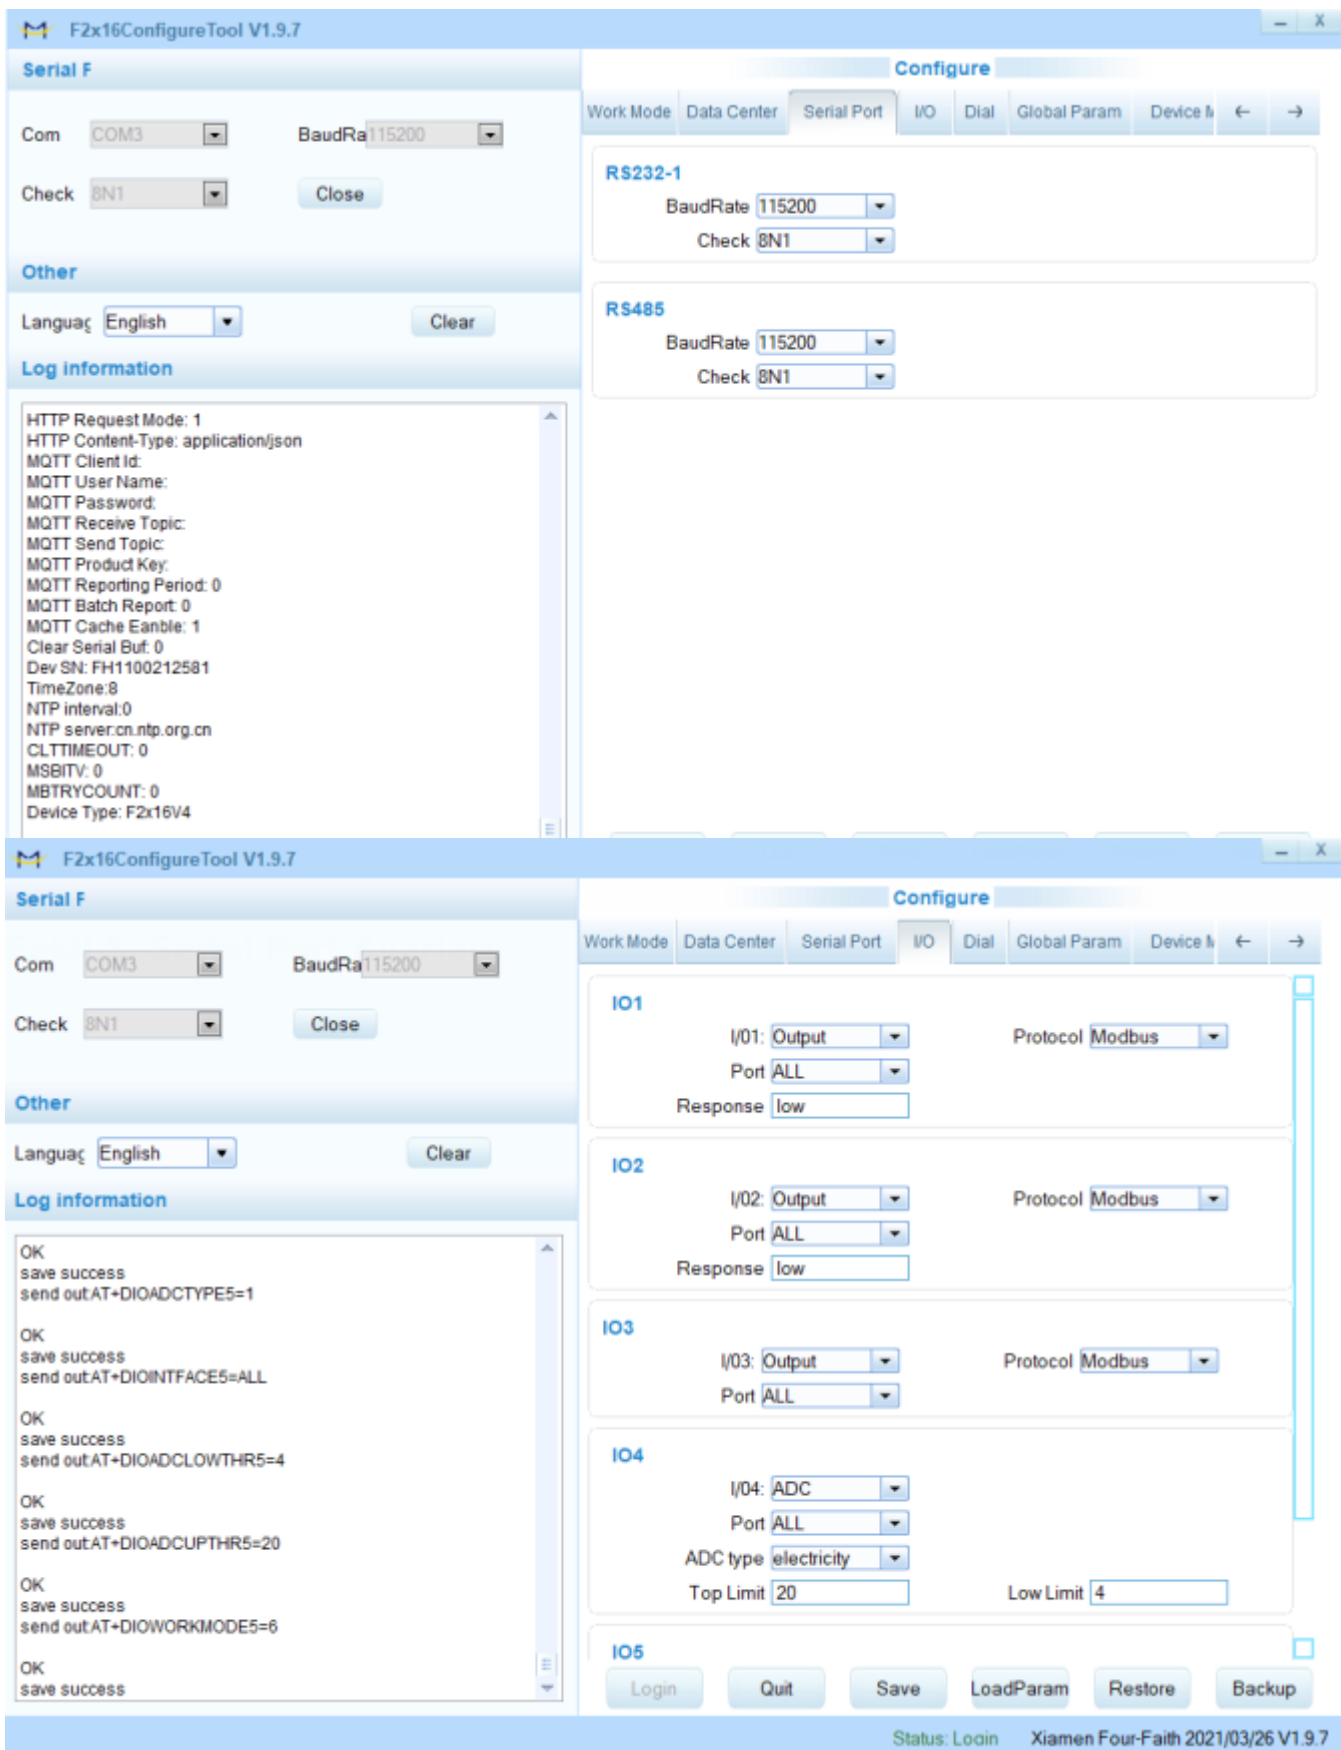 F2x16ConfigureTool V1.9.7
— X
Serial F
Com COM3 BaudRa 115200
Check 8N1 Close
Other
Languag English Clear
Log information
HTTP Request Mode: 1
HTTP Content-Type: application/json
MQTT Client Id:
MQTT User Name:
MQTT Password:
MQTT Receive Topic:
MQTT Send Topic:
MQTT Product Key:
MQTT Reporting Period: 0
MQTT Batch Report: 0
MQTT Cache Eanble: 1
Clear Serial Buf: 0
Dev SN: FH1100212581
TimeZone:8
NTP interval:0
NTP server:cn.ntp.org.cn
CLTTIMEOUT: 0
MSBITV: 0
MBTRYCOUNT: 0
Device Type: F2x16V4
Configure
Work Mode Data Center Serial Port I/O Dial Global Param Device M ← →
RS232-1
BaudRate 115200
Check 8N1
RS485
BaudRate 115200
Check 8N1
F2x16ConfigureTool V1.9.7
— X
Serial F
Com COM3 BaudRa 115200
Check 8N1 Close
Other
Languag English Clear
Log information
OK
save success
send out:AT+DIOADCTYPE5=1
OK
save success
send out:AT+DIOINTFACE5=ALL
OK
save success
send out:AT+DIOADCLOWTHR5=4
OK
save success
send out:AT+DIOADCUPTHR5=20
OK
save success
send out:AT+DIOWORKMODE5=6
OK
save success
Configure
Work Mode Data Center Serial Port I/O Dial Global Param Device M ← →
IO1
I/O1: Output Protocol Modbus
Port ALL
Response low
IO2
I/O2: Output Protocol Modbus
Port ALL
Response low
IO3
I/O3: Output Protocol Modbus
Port ALL
IO4
I/O4: ADC
Port ALL
ADC type electricity
Top Limit 20 Low Limit 4
IO5
Login Quit Save LoadParam Restore Backup
Status: Login Xiamen Four-Faith 2021/03/26 V1.9.7